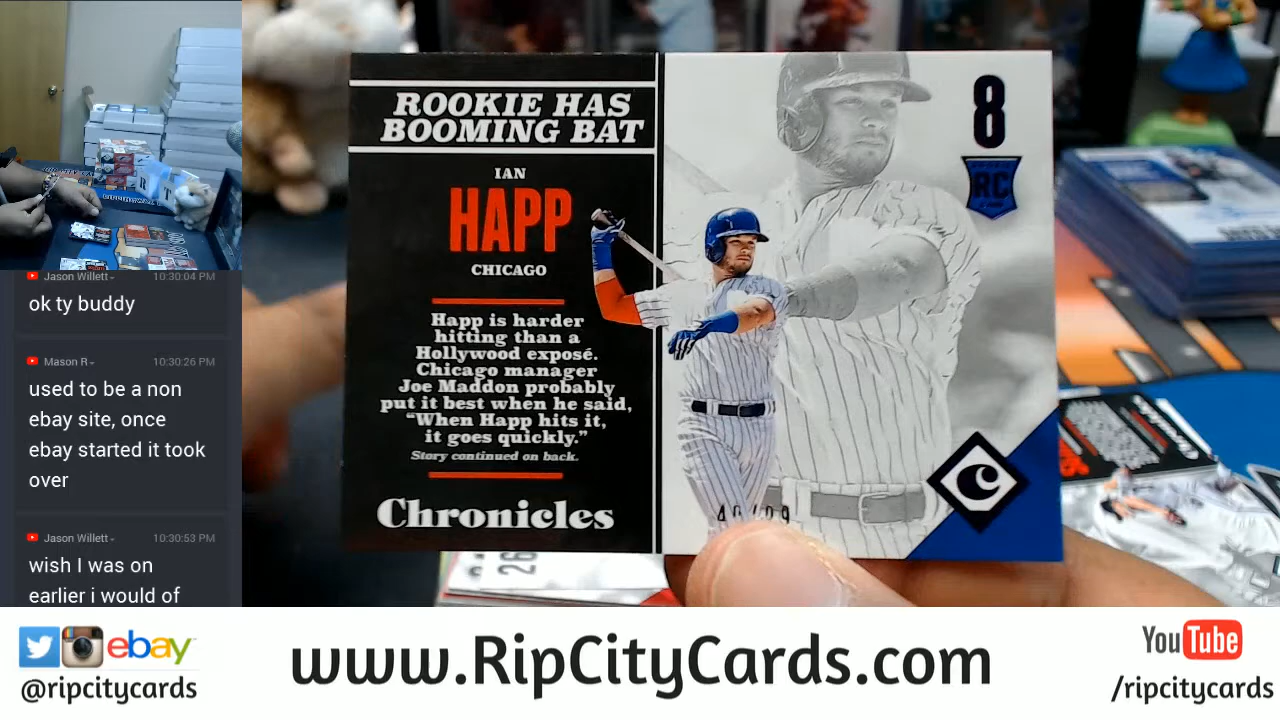 Jason Willett 10:30:04 PM
ok ty buddy
Mason R 10:30:26 PM
used to be a non
ebay site, once
ebay started it took
over
Jason Willett 10:30:53 PM
wish I was on
earlier i would of
ROOKIE HAS
BOOMING BAT
IAN
HAPP
CHICAGO
Happ is harder
hitting than a
Hollywood exposé.
Chicago manager
Joe Maddon probably
put it best when he said,
“When Happ hits it,
it goes quickly.”
Story continued on back.
Chronicles
8
RC
C
26
ebay
@ripcitycards
www.RipCityCards.com
YouTube
/ripcitycards